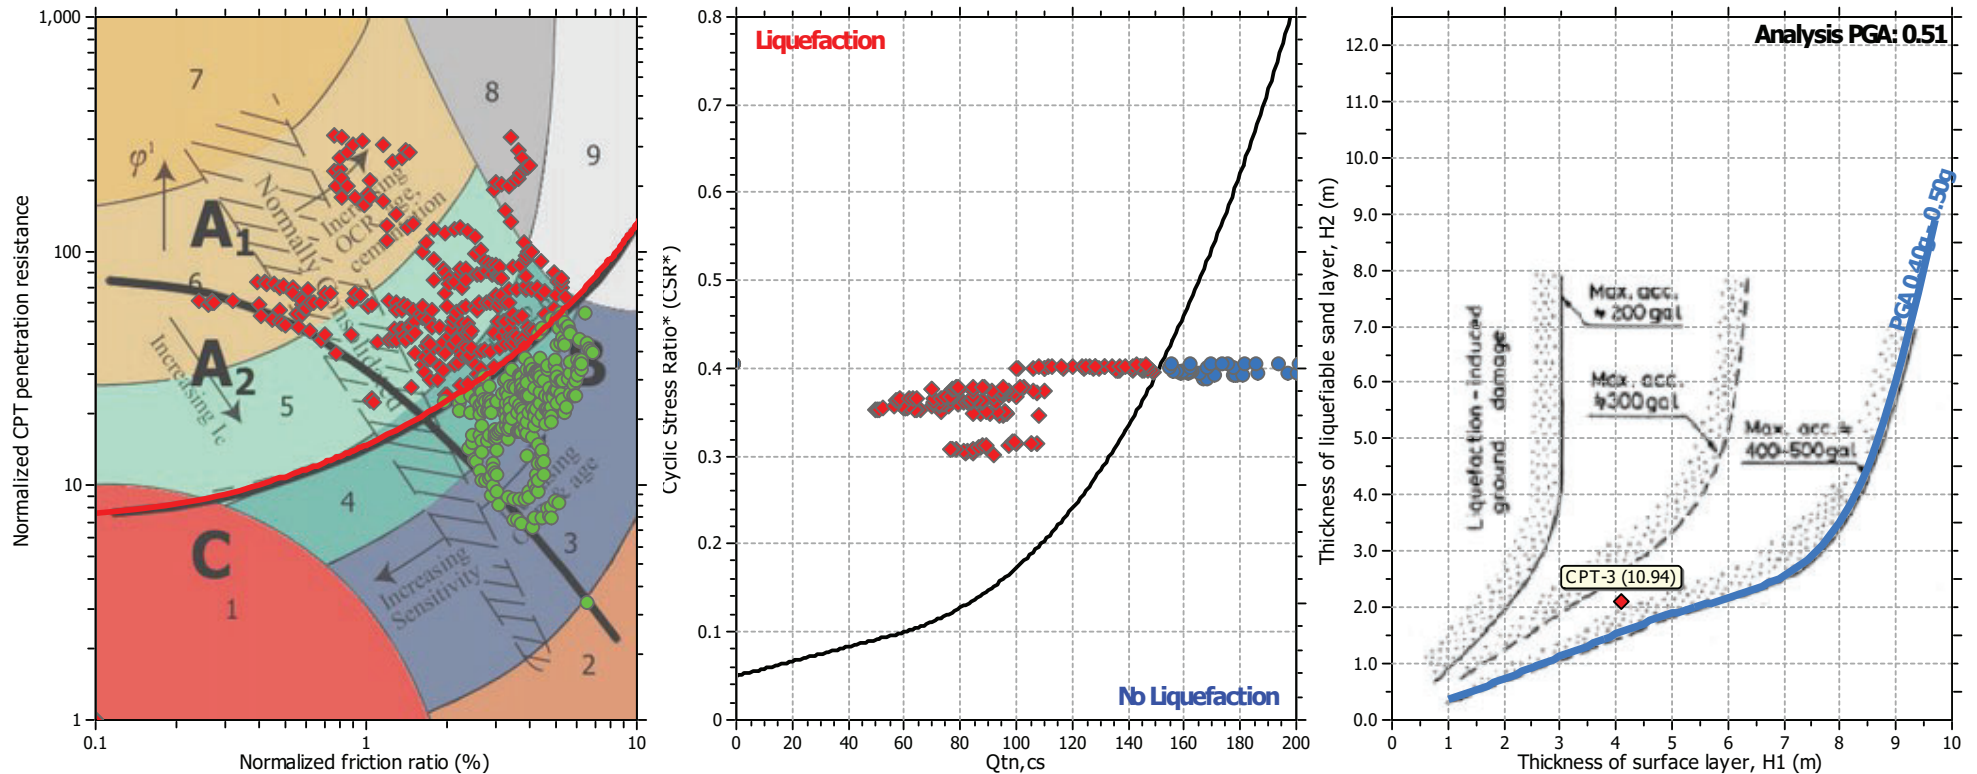 1,000
100
10
1
0.1
1
10
Normalized CPT penetration resistance
Normalized friction ratio (%)
7
8
9
6
5
4
3
1
2
φ'
A1
A2
B
C
Increasing
OCR, age,
cementation
Normally Consolidated
Increasing Ic
Increasing
Sensitivity
& age
Liquefaction
No Liquefaction
0.8
0.7
0.6
0.5
0.4
0.3
0.2
0.1
0
0
20
40
60
80
100
120
140
160
180
200
Cyclic Stress Ratio* (CSR*)
Qtn,cs
Analysis PGA: 0.51
12.0
11.0
10.0
9.0
8.0
7.0
6.0
5.0
4.0
3.0
2.0
1.0
0.0
0
1
2
3
4
5
6
7
8
9
10
Thickness of liquefiable sand layer, H2 (m)
Thickness of surface layer, H1 (m)
Liquefaction-induced
ground damage
Max. acc.
≒ 200 gal
Max. acc.
≒300 gal
Max. acc ≒
400~500 gal
PGA 0.40g - 0.50g
CPT-3 (10.94)